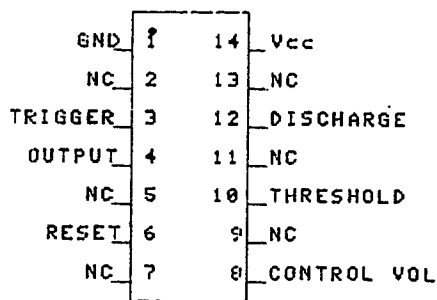 GND 1 14 Vcc
NC 2 13 NC
TRIGGER 3 12 DISCHARGE
OUTPUT 4 11 NC
NC 5 10 THRESHOLD
RESET 6 9 NC
NC 7 8 CONTROL VOL